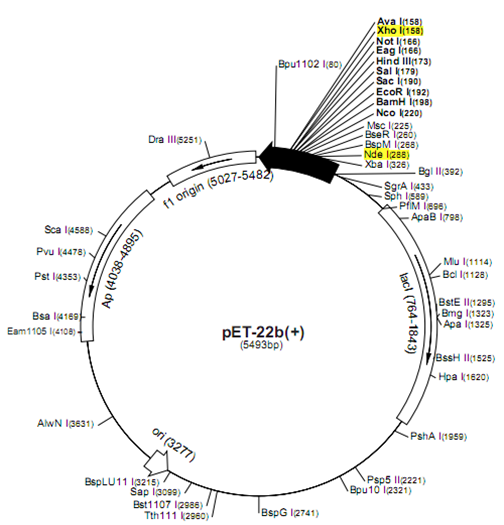 Ava I(158)
Xho I(158)
Not I(166)
Eag I(166)
Hind III(173)
Sal I(179)
Sac I(190)
EcoR I(192)
BamH I(198)
Nco I(220)
Bpu1102 I(80)
Msc I(225)
BseR I(260)
BspM I(268)
Nde I(288)
Xba I(326)
Bgl II(392)
SgrA I(433)
Sph I(589)
PflM I(696)
ApaB I(798)
Dra III(5251)
f1 origin (5027-5482)
Sca I(4588)
Pvu I(4478)
Pst I(4353)
Bsa I(4169)
Eam1105 I(4108)
Ap (4038-4895)
Mlu I(1114)
Bcl I(1128)
BstE II(1295)
Bmg I(1323)
Apa I(1325)
BssH II(1525)
Hpa I(1620)
lacI (764-1843)
pET-22b(+)
(5493bp)
AlwN I(3631)
ori (3277)
PshA I(1959)
BspLU11 I(3215)
Sap I(3099)
Bst1107 I(2986)
Tth111 I(2960)
BspG I(2741)
Psp5 II(2221)
Bpu10 I(2321)